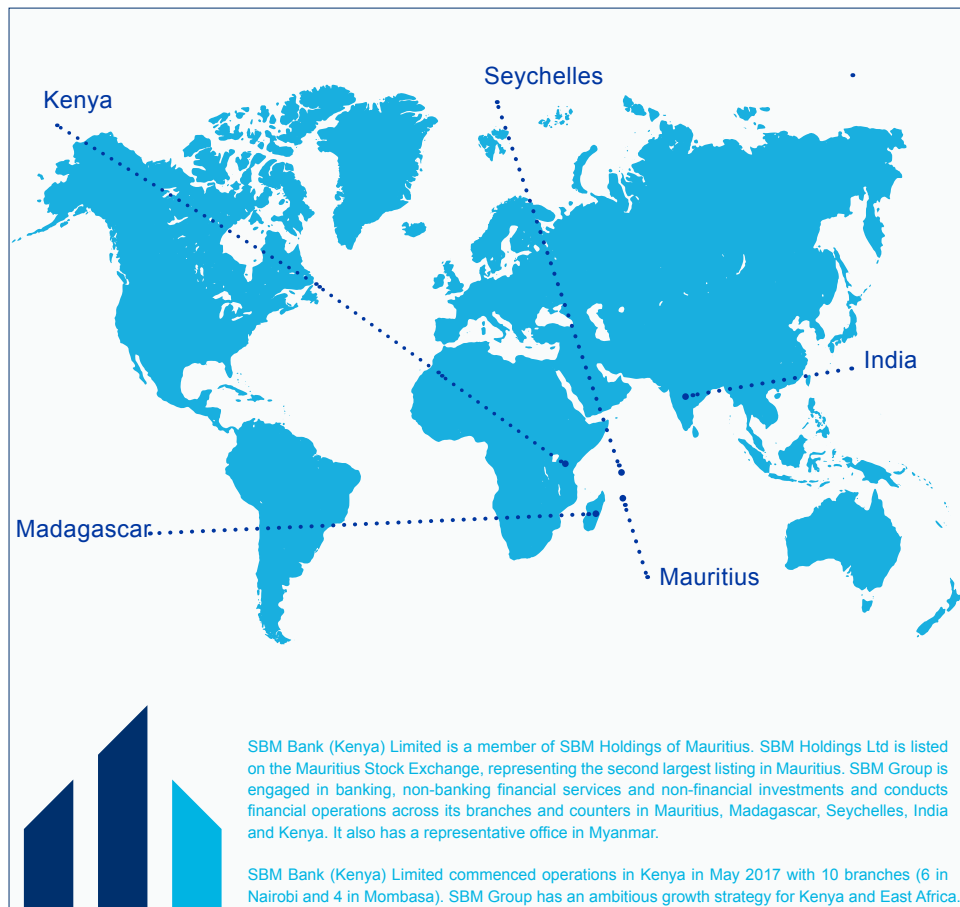 Seychelles
Kenya
India
Madagascar
Mauritius
SBM Bank (Kenya) Limited is a member of SBM Holdings of Mauritius. SBM Holdings Ltd is listed
on the Mauritius Stock Exchange, representing the second largest listing in Mauritius. SBM Group is
engaged in banking, non-banking financial services and non-financial investments and conducts
financial operations across its branches and counters in Mauritius, Madagascar, Seychelles, India
and Kenya. It also has a representative office in Myanmar.
SBM Bank (Kenya) Limited commenced operations in Kenya in May 2017 with 10 branches (6 in
Nairobi and 4 in Mombasa). SBM Group has an ambitious growth strategy for Kenya and East Africa.